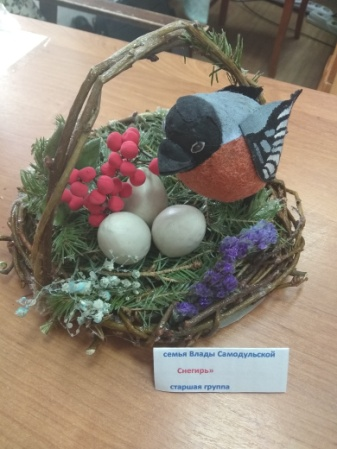 семья Влады Самодульской
Снегирь»
старшая группа